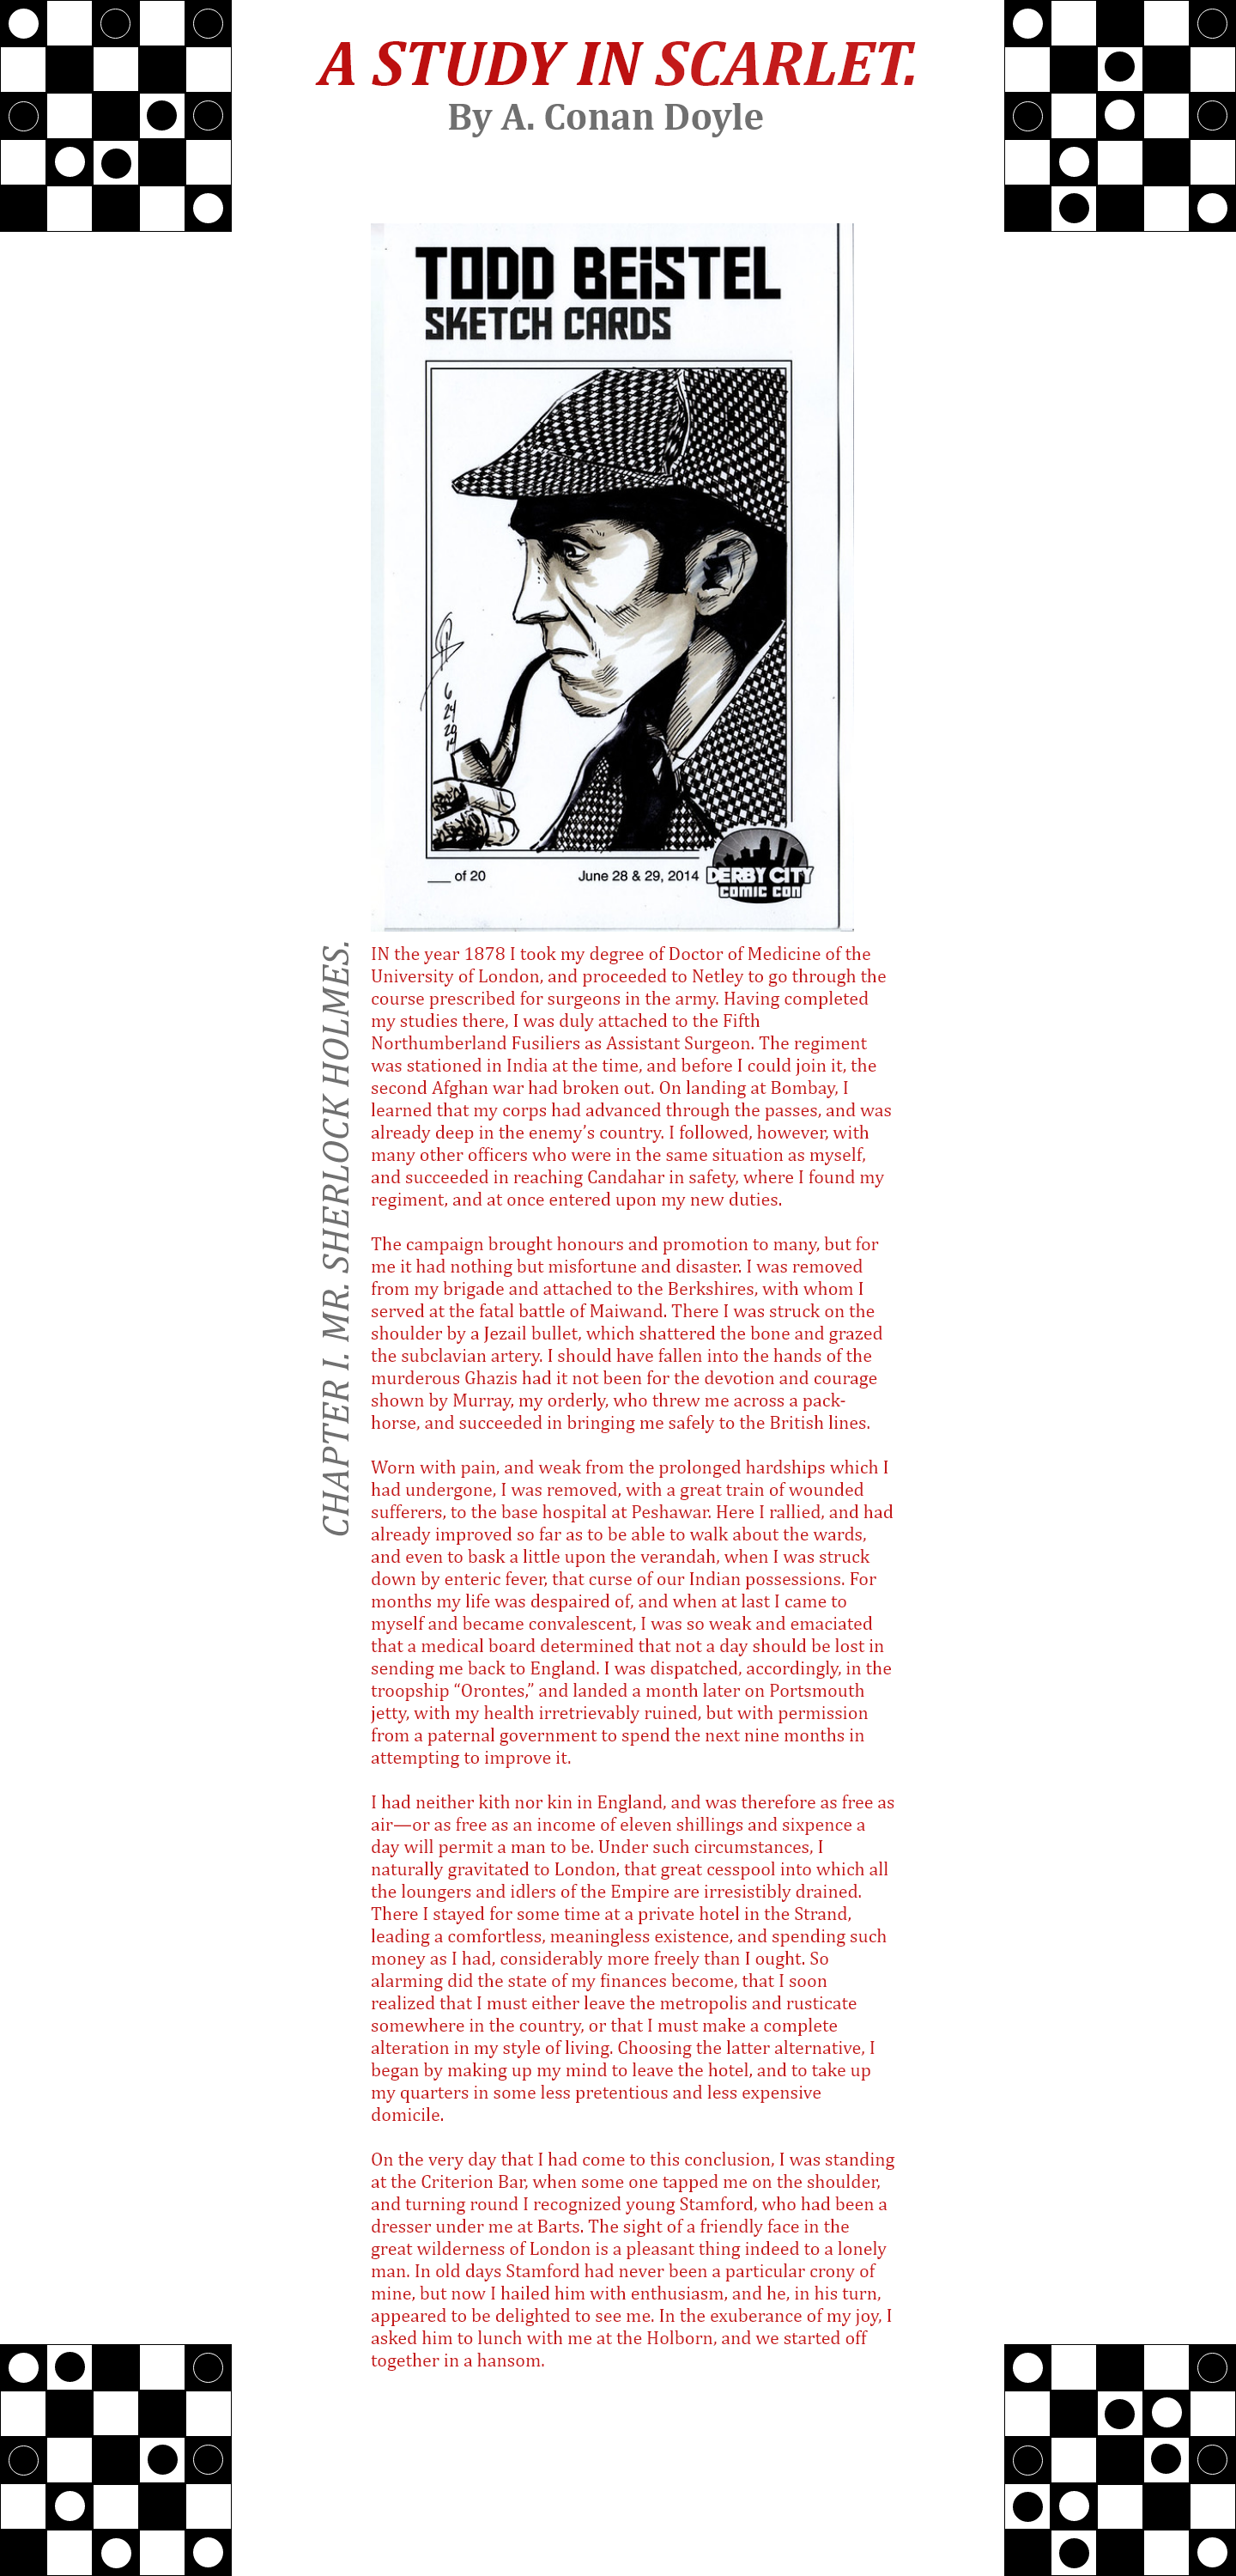 A STUDY IN SCARLET.
By A. Conan Doyle
TODD BEiSTEL
SKETCH CARDS
6
24
20
14
___ of 20
June 28 & 29, 2014
DERBY CITY
COMIC CON
CHAPTER I. MR. SHERLOCK HOLMES.
IN the year 1878 I took my degree of Doctor of Medicine of the
University of London, and proceeded to Netley to go through the
course prescribed for surgeons in the army. Having completed
my studies there, I was duly attached to the Fifth
Northumberland Fusiliers as Assistant Surgeon. The regiment
was stationed in India at the time, and before I could join it, the
second Afghan war had broken out. On landing at Bombay, I
learned that my corps had advanced through the passes, and was
already deep in the enemy’s country. I followed, however, with
many other officers who were in the same situation as myself,
and succeeded in reaching Candahar in safety, where I found my
regiment, and at once entered upon my new duties.
The campaign brought honours and promotion to many, but for
me it had nothing but misfortune and disaster. I was removed
from my brigade and attached to the Berkshires, with whom I
served at the fatal battle of Maiwand. There I was struck on the
shoulder by a Jezail bullet, which shattered the bone and grazed
the subclavian artery. I should have fallen into the hands of the
murderous Ghazis had it not been for the devotion and courage
shown by Murray, my orderly, who threw me across a pack-
horse, and succeeded in bringing me safely to the British lines.
Worn with pain, and weak from the prolonged hardships which I
had undergone, I was removed, with a great train of wounded
sufferers, to the base hospital at Peshawar. Here I rallied, and had
already improved so far as to be able to walk about the wards,
and even to bask a little upon the verandah, when I was struck
down by enteric fever, that curse of our Indian possessions. For
months my life was despaired of, and when at last I came to
myself and became convalescent, I was so weak and emaciated
that a medical board determined that not a day should be lost in
sending me back to England. I was dispatched, accordingly, in the
troopship “Orontes,” and landed a month later on Portsmouth
jetty, with my health irretrievably ruined, but with permission
from a paternal government to spend the next nine months in
attempting to improve it.
I had neither kith nor kin in England, and was therefore as free as
air—or as free as an income of eleven shillings and sixpence a
day will permit a man to be. Under such circumstances, I
naturally gravitated to London, that great cesspool into which all
the loungers and idlers of the Empire are irresistibly drained.
There I stayed for some time at a private hotel in the Strand,
leading a comfortless, meaningless existence, and spending such
money as I had, considerably more freely than I ought. So
alarming did the state of my finances become, that I soon
realized that I must either leave the metropolis and rusticate
somewhere in the country, or that I must make a complete
alteration in my style of living. Choosing the latter alternative, I
began by making up my mind to leave the hotel, and to take up
my quarters in some less pretentious and less expensive
domicile.
On the very day that I had come to this conclusion, I was standing
at the Criterion Bar, when some one tapped me on the shoulder,
and turning round I recognized young Stamford, who had been a
dresser under me at Barts. The sight of a friendly face in the
great wilderness of London is a pleasant thing indeed to a lonely
man. In old days Stamford had never been a particular crony of
mine, but now I hailed him with enthusiasm, and he, in his turn,
appeared to be delighted to see me. In the exuberance of my joy, I
asked him to lunch with me at the Holborn, and we started off
together in a hansom.